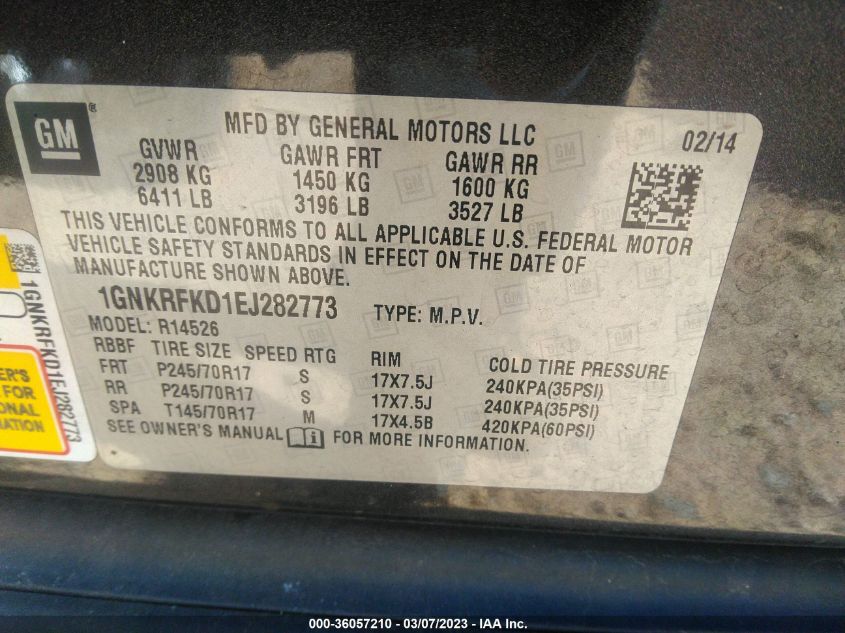 GM®
MFD BY GENERAL MOTORS LLC
02/14
GVWR GAWR FRT GAWR RR
2908 KG 1450 KG 1600 KG
6411 LB 3196 LB 3527 LB
THIS VEHICLE CONFORMS TO ALL APPLICABLE U.S. FEDERAL MOTOR
VEHICLE SAFETY STANDARDS IN EFFECT ON THE DATE OF
MANUFACTURE SHOWN ABOVE.
1GNKRFKD1EJ282773 TYPE: M.P.V.
MODEL: R14526
RBBF TIRE SIZE SPEED RTG RIM COLD TIRE PRESSURE
FRT P245/70R17 S 17X7.5J 240KPA(35PSI)
RR P245/70R17 S 17X7.5J 240KPA(35PSI)
SPA T145/70R17 M 17X4.5B 420KPA(60PSI)
SEE OWNER'S MANUAL FOR MORE INFORMATION.
1GNKRFKD1EJ282773
ER'S
FOR
ONAL
ATION
000-36057210 - 03/07/2023 - IAA Inc.